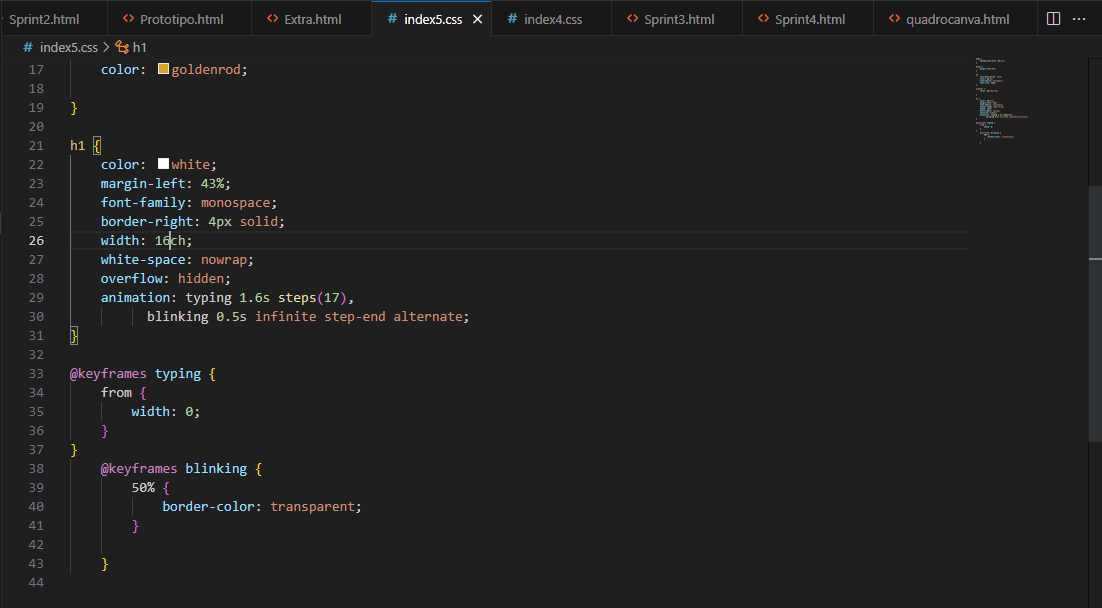 Sprint2.html <> Prototipo.html <> Extra.html # index5.css × # index4.css <> Sprint3.html <> Sprint4.html <> quadrocanva.html ···
# index5.css > h1
17 color: goldenrod;
18
19 }
20
21 h1 {
22 color: white;
23 margin-left: 43%;
24 font-family: monospace;
25 border-right: 4px solid;
26 width: 16ch;
27 white-space: nowrap;
28 overflow: hidden;
29 animation: typing 1.6s steps(17),
30 blinking 0.5s infinite step-end alternate;
31 }
32
33 @keyframes typing {
34 from {
35 width: 0;
36 }
37 }
38 @keyframes blinking {
39 50% {
40 border-color: transparent;
41 }
42
43 }
44